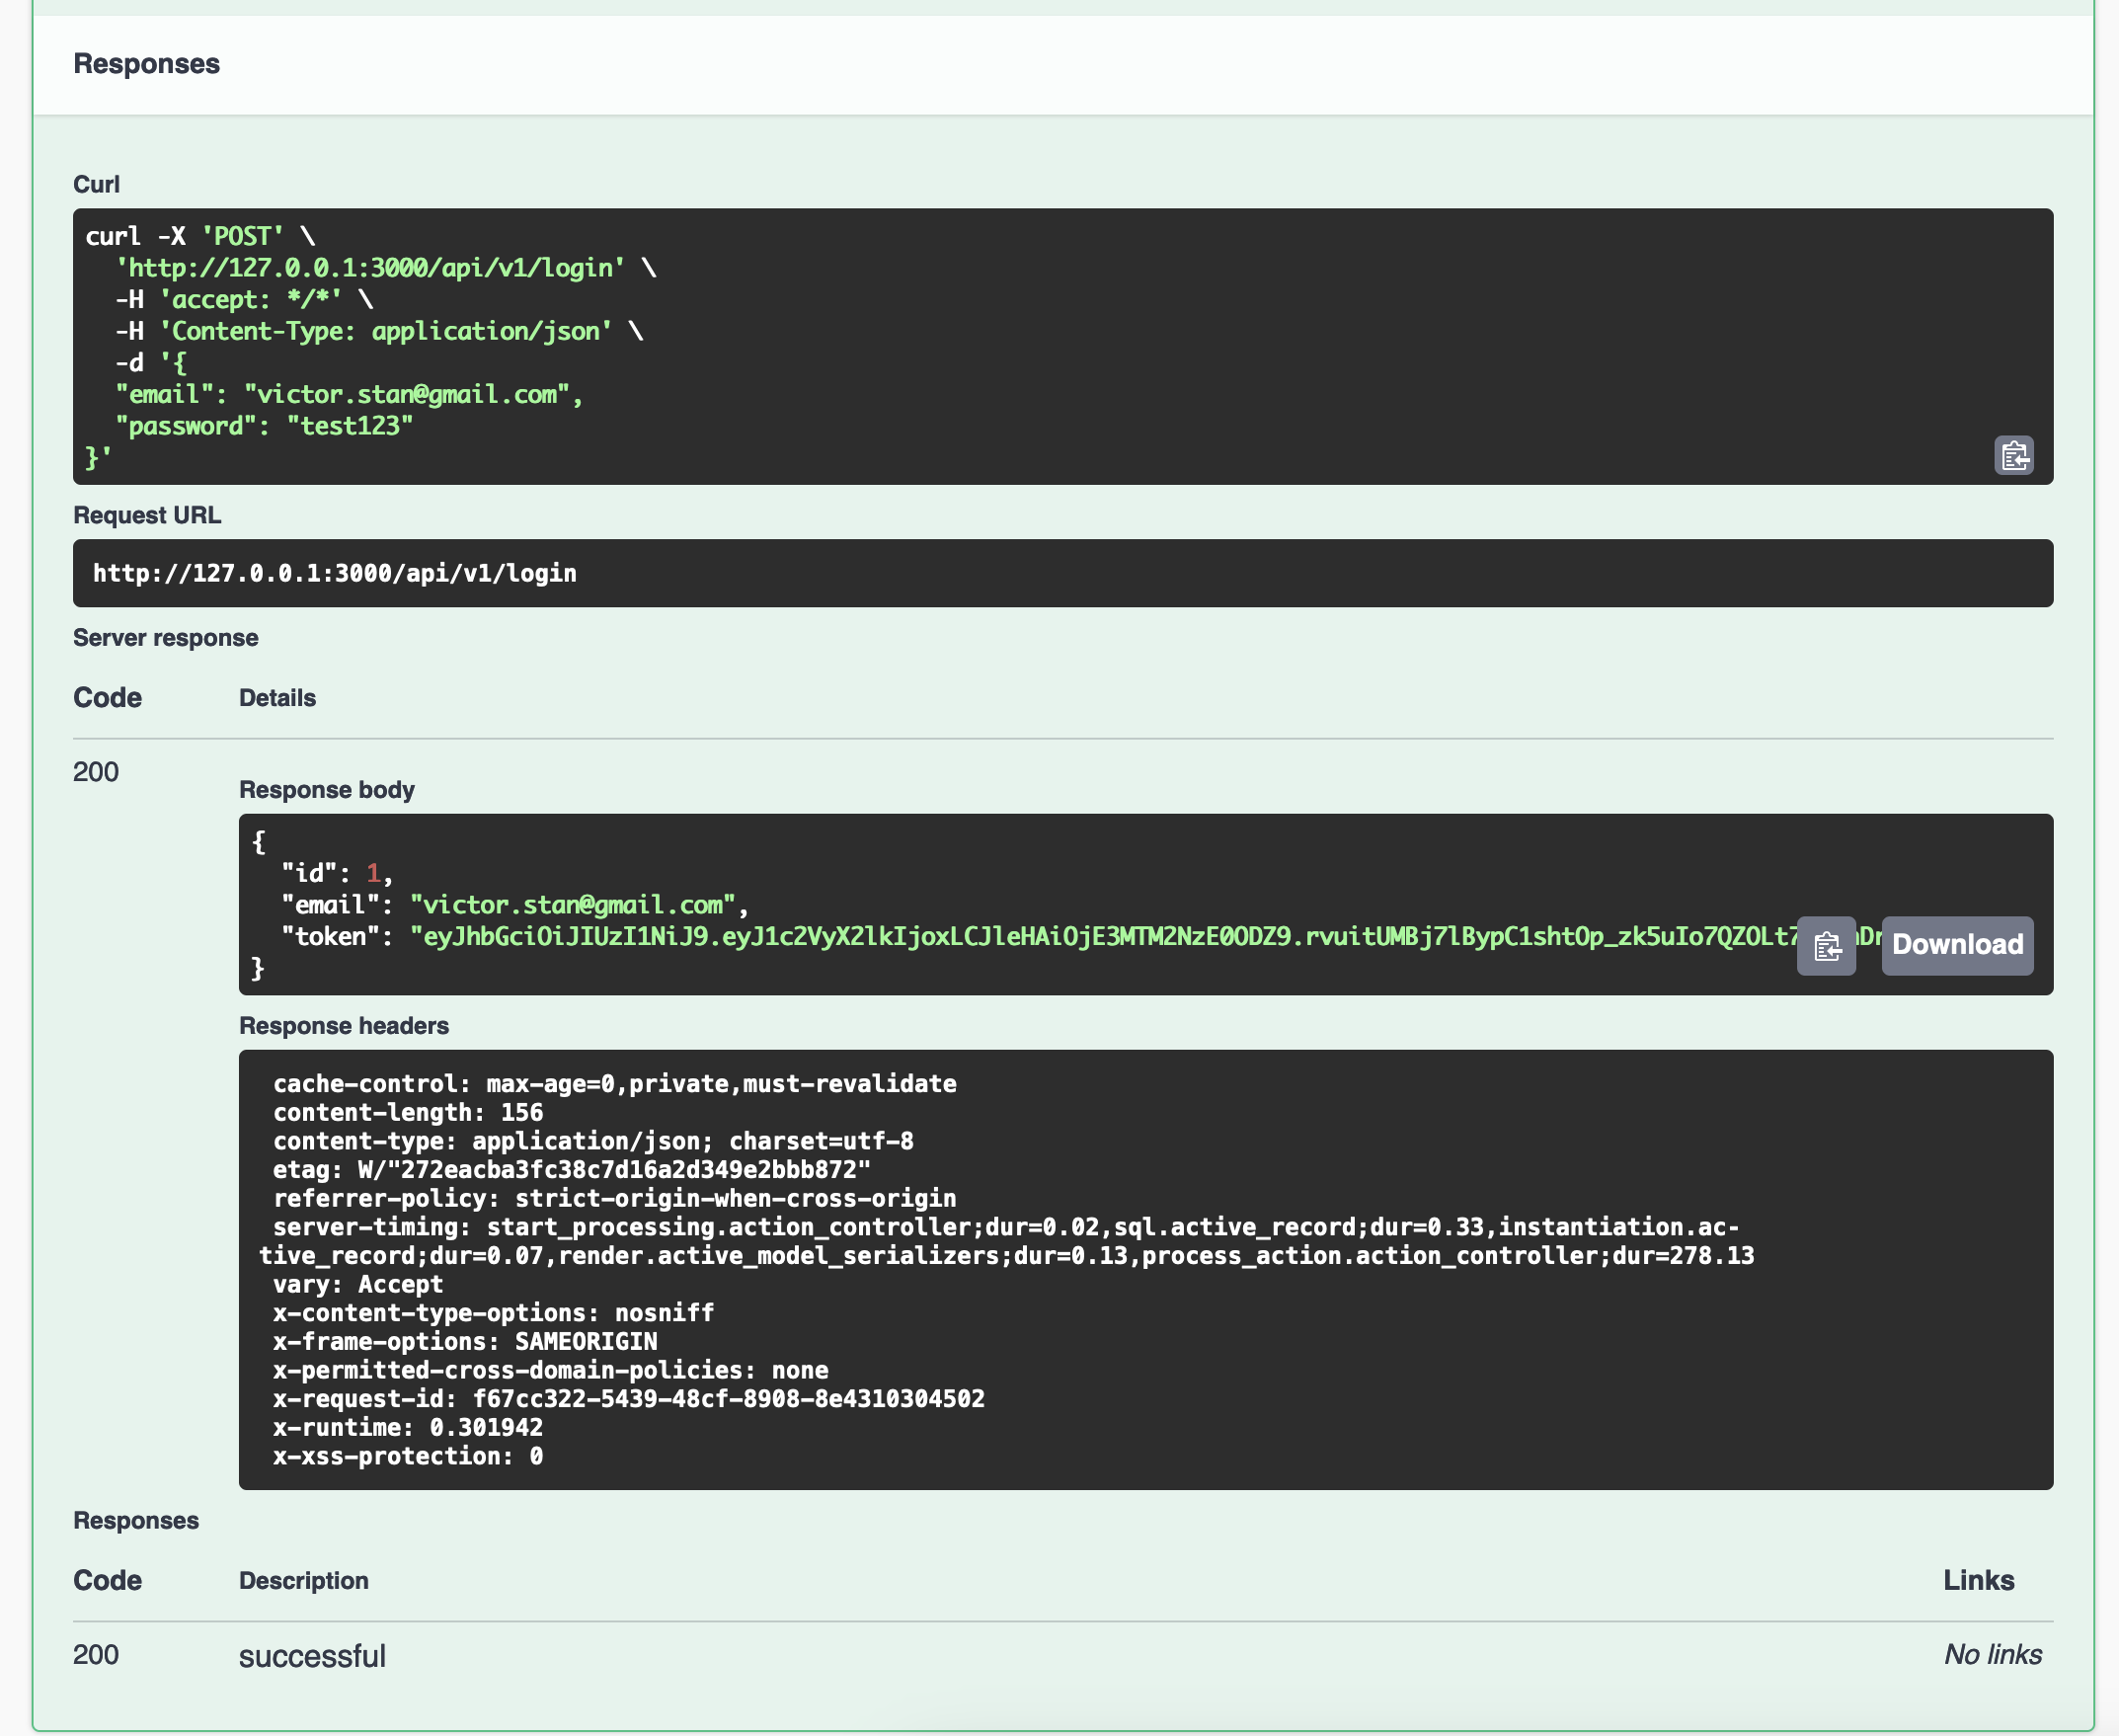 Responses
Curl
curl -X 'POST' \
  'http://127.0.0.1:3000/api/v1/login' \
  -H 'accept: */*' \
  -H 'Content-Type: application/json' \
  -d '{
  "email": "victor.stan@gmail.com",
  "password": "test123"
}'
Request URL
http://127.0.0.1:3000/api/v1/login
Server response
Code Details
200
Response body
{
  "id": 1,
  "email": "victor.stan@gmail.com",
  "token": "eyJhbGciOiJIUzI1NiJ9.eyJ1c2VyX2lkIjoxLCJleHAiOjE3MTM2NzE0ODZ9.rvuitUMBj7lBypC1shtOp_zk5uIo7QZOLt7
Download
}
Response headers
cache-control: max-age=0,private,must-revalidate
content-length: 156
content-type: application/json; charset=utf-8
etag: W/"272eacba3fc38c7d16a2d349e2bbb872"
referrer-policy: strict-origin-when-cross-origin
server-timing: start_processing.action_controller;dur=0.02,sql.active_record;dur=0.33,instantiation.ac-
tive_record;dur=0.07,render.active_model_serializers;dur=0.13,process_action.action_controller;dur=278.13
vary: Accept
x-content-type-options: nosniff
x-frame-options: SAMEORIGIN
x-permitted-cross-domain-policies: none
x-request-id: f67cc322-5439-48cf-8908-8e4310304502
x-runtime: 0.301942
x-xss-protection: 0
Responses
Code Description Links
200 successful No links